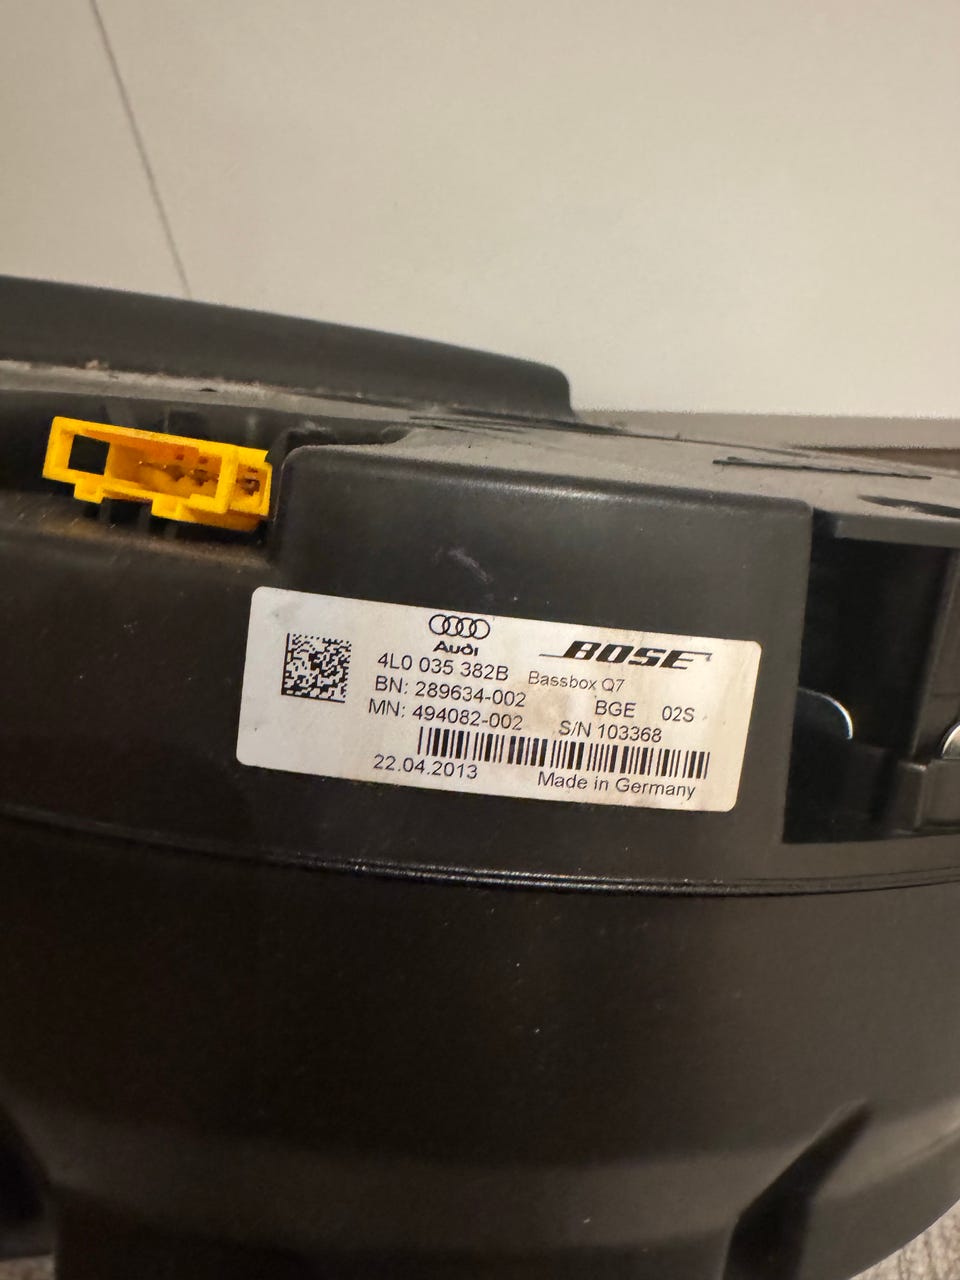 Audi
BOSE
4L0 035 382B
Bassbox Q7
BN: 289634-002
BGE 02S
MN: 494082-002
S/N 103368
22.04.2013
Made in Germany